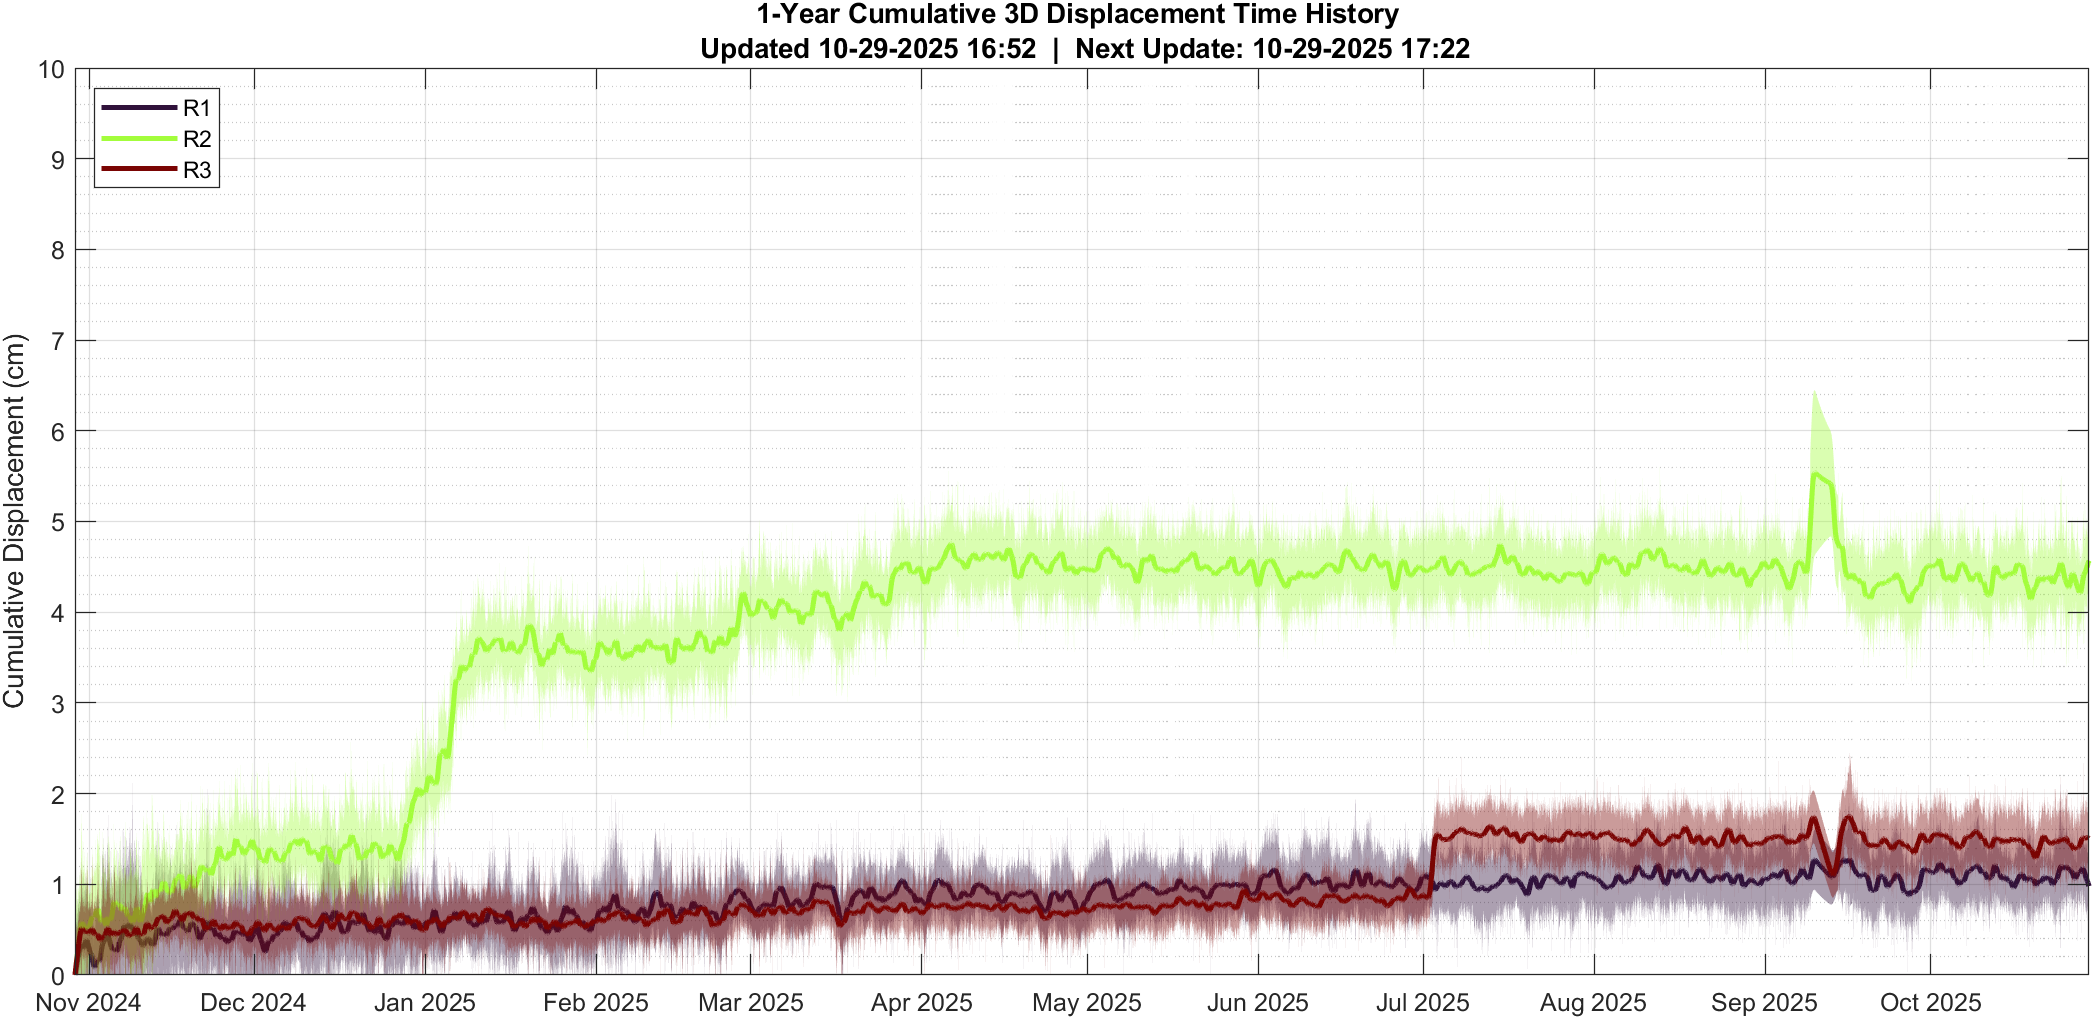 1-Year Cumulative 3D Displacement Time History
Updated 10-29-2025 16:52 | Next Update: 10-29-2025 17:22
Cumulative Displacement (cm)
10
9
8
7
6
5
4
3
2
1
0
R1
R2
R3
Nov 2024 Dec 2024 Jan 2025 Feb 2025 Mar 2025 Apr 2025 May 2025 Jun 2025 Jul 2025 Aug 2025 Sep 2025 Oct 2025